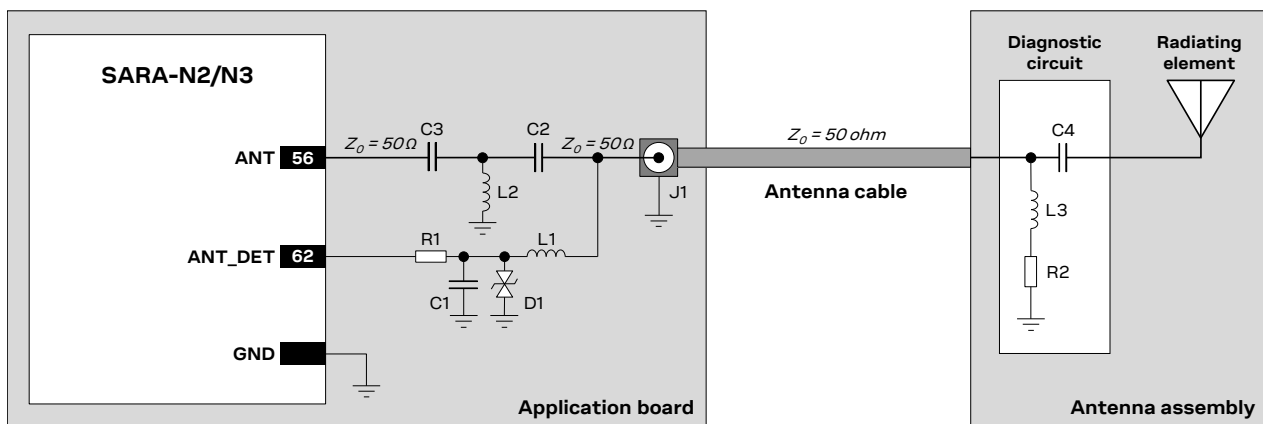 Diagnostic
circuit
Radiating
element
SARA-N2/N3
ANT 56
Z₀ = 50 Ω
C3
C2
Z₀ = 50 Ω
J1
Z₀ = 50 ohm
Antenna cable
C4
L2
L3
ANT_DET 62
R1
L1
R2
C1
D1
GND
Application board
Antenna assembly